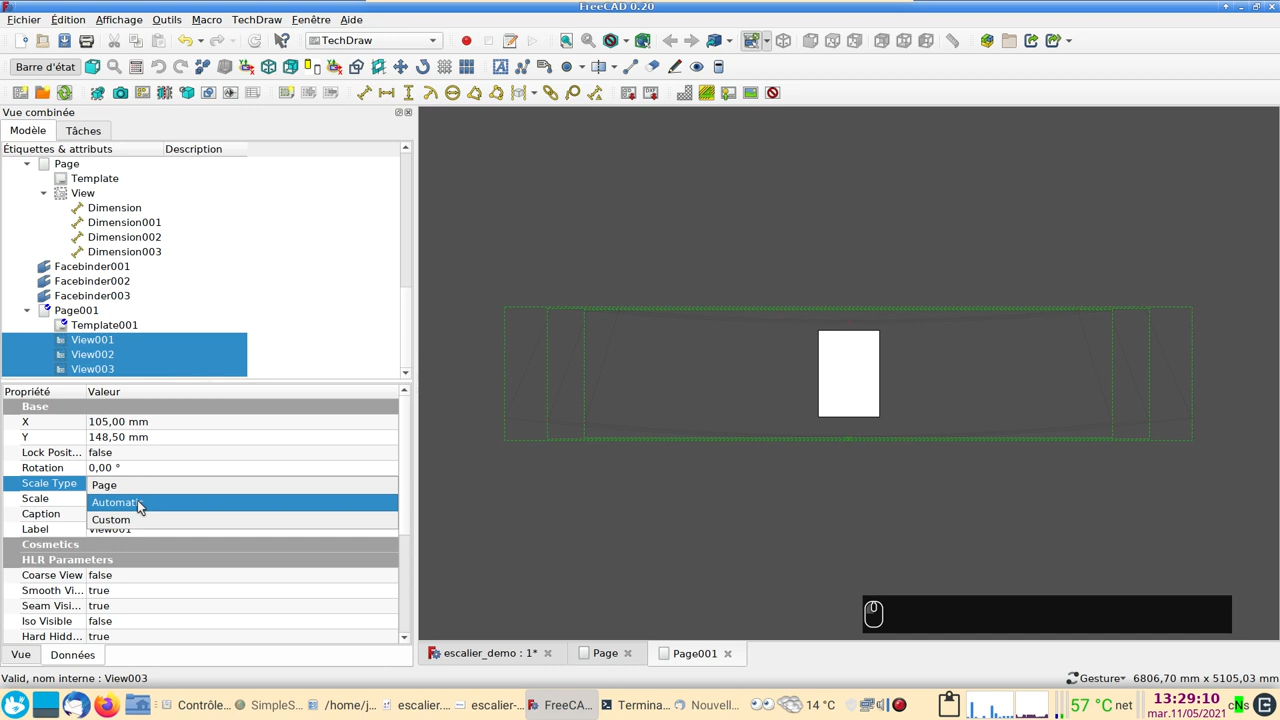 FreeCAD 0.20
Fichier Édition Affichage Outils Macro TechDraw Fenêtre Aide
TechDraw
Barre d'état
Vue combinée
Modèle Tâches
Étiquettes & attributs Description
Page
Template
View
Dimension
Dimension001
Dimension002
Dimension003
Facebinder001
Facebinder002
Facebinder003
Page001
Template001
View001
View002
View003
Propriété Valeur
Base
X 105,00 mm
Y 148,50 mm
Lock Posit... false
Rotation 0,00 °
Scale Type Page
Automatic
Scale
Custom
Caption
Label View001
Cosmetics
HLR Parameters
Coarse View false
Smooth Vi... true
Seam Visi... true
Iso Visible false
Hard Hidd... true
Vue Données
escalier_demo : 1* Page Page001
Valid, nom interne : View003
Gesture 6806,70 mm x 5105,03 mm
Contrôle... SimpleS... /home/j... escalier.... escalier-... FreeCA... Termina... Nouvell... 14 °C 57 °C net 13:29:10
mar.11/05/2021